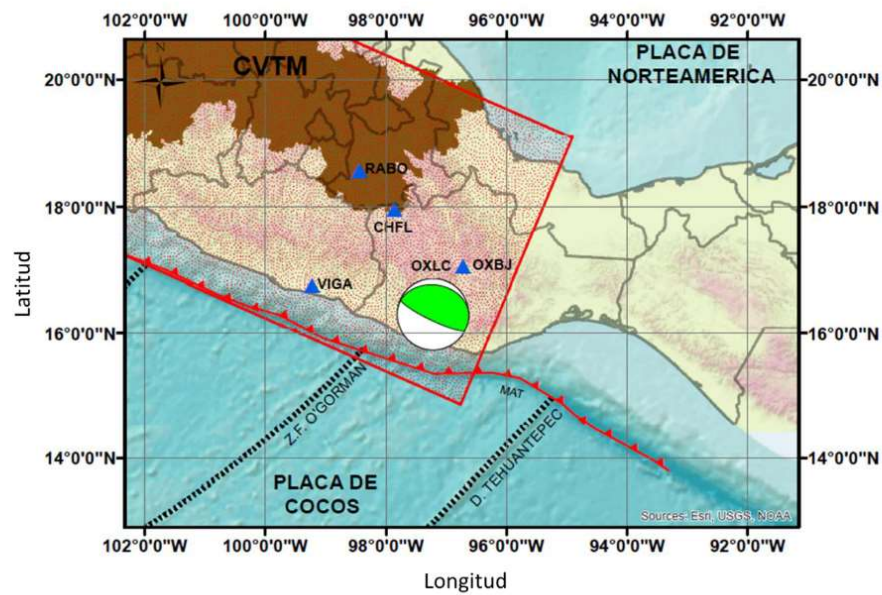 102°0'0"W 100°0'0"W 98°0'0"W 96°0'0"W 94°0'0"W 92°0'0"W
N
CVTM
PLACA DE
NORTEAMERICA
20°0'0"N
20°0'0"N
RABO
18°0'0"N
18°0'0"N
CHFL
OXLC OXBJ
VIGA
16°0'0"N
16°0'0"N
MAT
Z.F. O'GORMAN
D. TEHUANTEPEC
14°0'0"N
14°0'0"N
PLACA DE
COCOS
Sources: Esri, USGS, NOAA
102°0'0"W 100°0'0"W 98°0'0"W 96°0'0"W 94°0'0"W 92°0'0"W
Latitud
Longitud